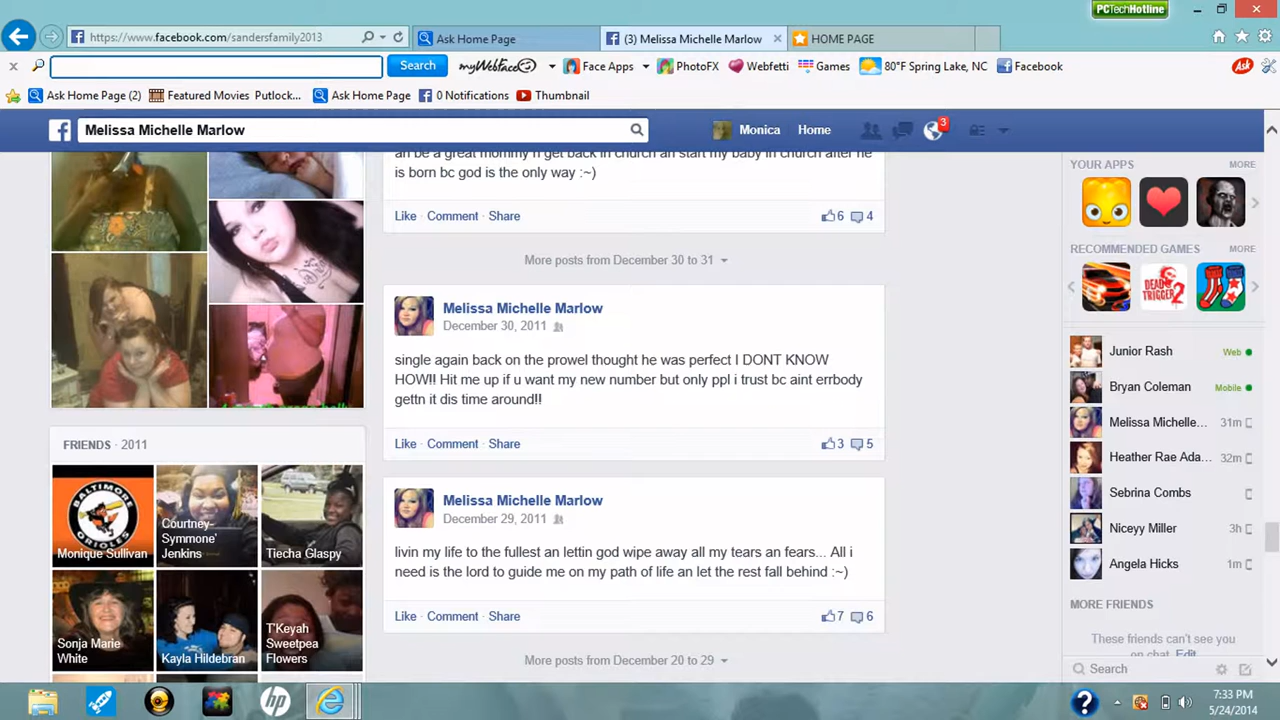 PCTechHotline
https://www.facebook.com/sandersfamily2013
Ask Home Page
(3) Melissa Michelle Marlow
HOME PAGE
Search
myWebface
Face Apps
PhotoFX
Webfetti
Games
80°F Spring Lake, NC
Facebook
Ask
Ask Home Page (2)
Featured Movies Putlock...
Ask Home Page
0 Notifications
Thumbnail
Melissa Michelle Marlow
Monica
Home
3
an be a great mommy n get back in church an start my baby in church after he
is born bc god is the only way :~)
Like · Comment · Share
6
4
More posts from December 30 to 31
Melissa Michelle Marlow
December 30, 2011
single again back on the prowel thought he was perfect I DONT KNOW
HOW!! Hit me up if u want my new number but only ppl i trust bc aint errbody
gettn it dis time around!!
Like · Comment · Share
3
5
Melissa Michelle Marlow
December 29, 2011
livin my life to the fullest an lettin god wipe away all my tears an fears... All i
need is the lord to guide me on my path of life an let the rest fall behind :~)
Like · Comment · Share
7
6
More posts from December 20 to 29
FRIENDS · 2011
Monique Sullivan
Courtney-
Symmone'
Jenkins
Tiecha Glaspy
Sonja Marie
White
Kayla Hildebran
T'Keyah
Sweetpea
Flowers
YOUR APPS
MORE
RECOMMENDED GAMES
MORE
DEAD
TRIGGER 2
Junior Rash
Web
Bryan Coleman
Mobile
Melissa Michelle...
31m
Heather Rae Ada...
32m
Sebrina Combs
Niceyy Miller
3h
Angela Hicks
1m
MORE FRIENDS
These friends can't see you
on chat. Edit
Search
hp
7:33 PM
5/24/2014